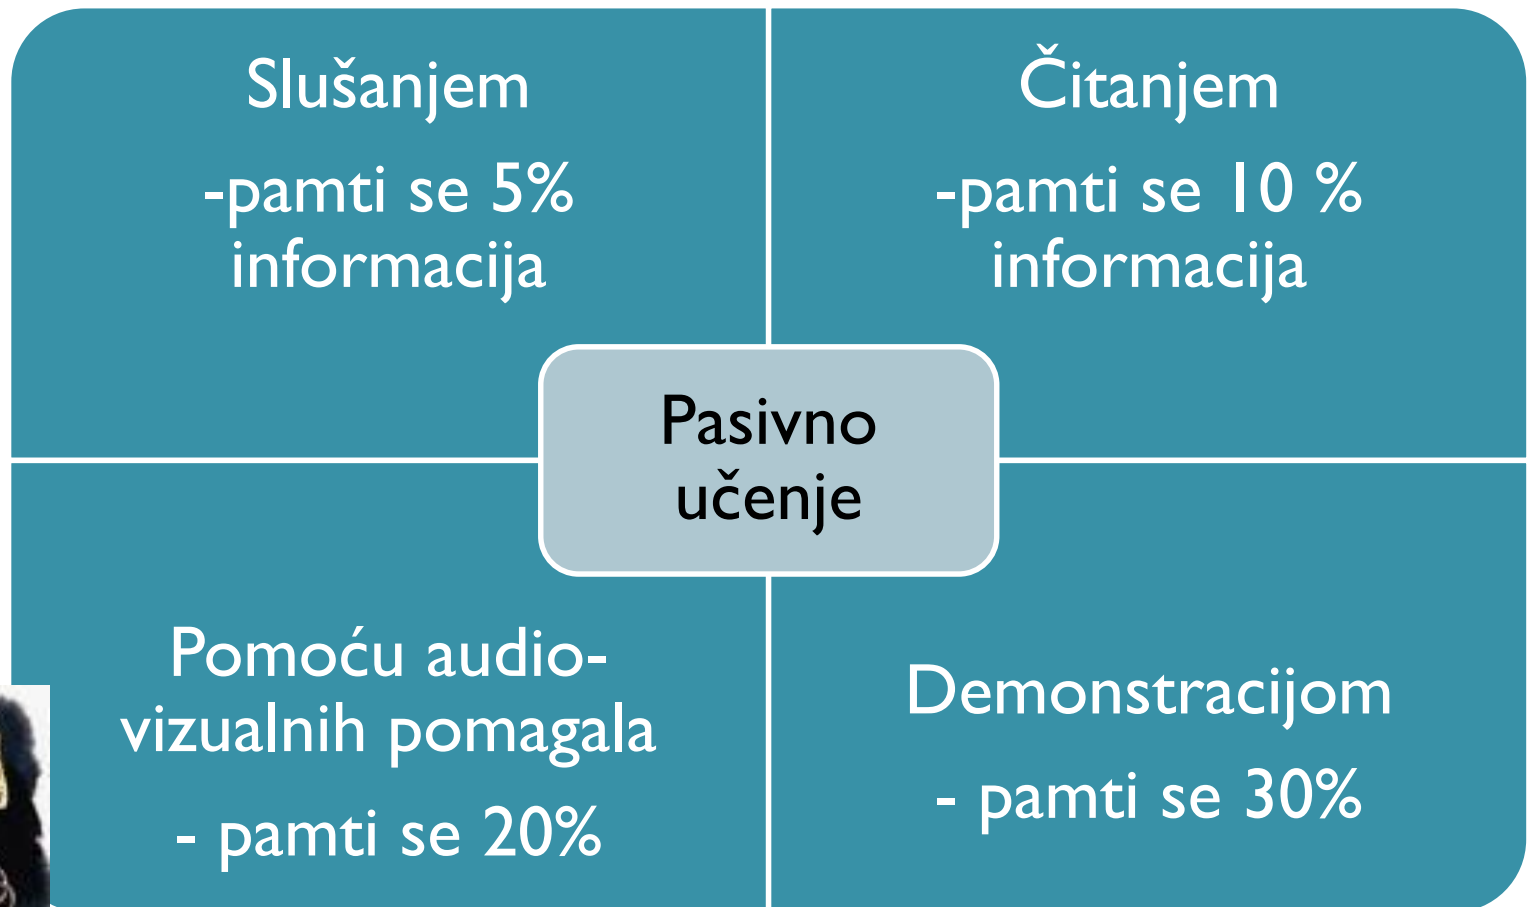 Slušanjem
-pamti se 5%
informacija
Čitanjem
-pamti se 10 %
informacija
Pasivno
učenje
Pomoću audio-
vizualnih pomagala
- pamti se 20%
Demonstracijom
- pamti se 30%